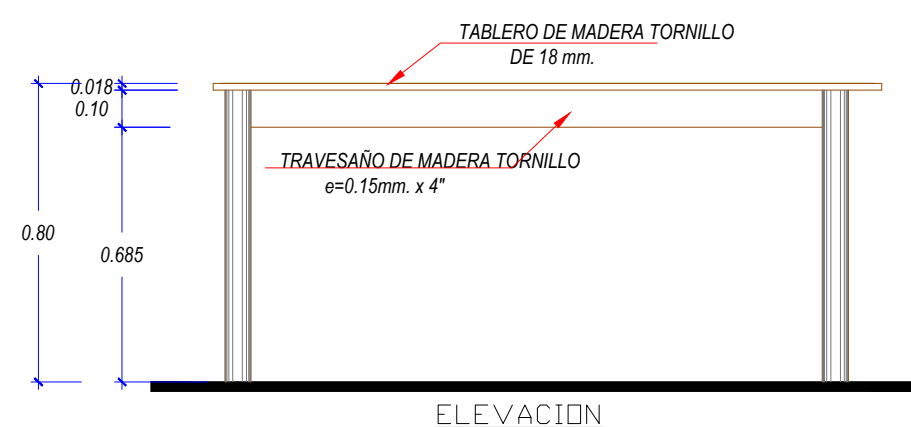 TABLERO DE MADERA TORNILLO
DE 18 mm.
0.018
0.10
TRAVESAÑO DE MADERA TORNILLO
e=0.15mm. x 4"
0.80
0.685
ELEVACION